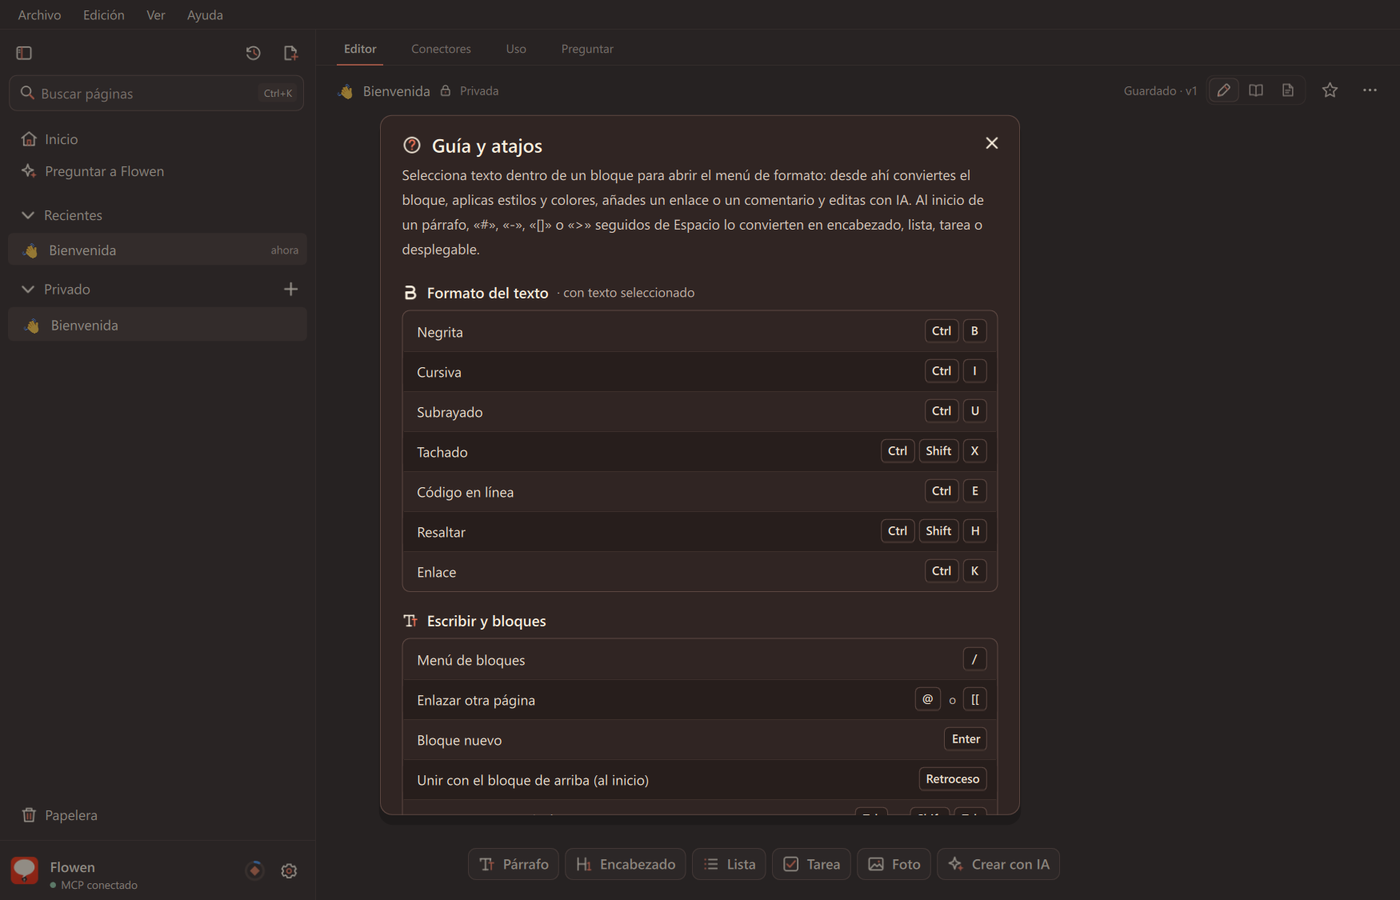 Archivo Edición Ver Ayuda
Buscar páginas Ctrl+K
Inicio
Preguntar a Flowen
Recientes
Bienvenida ahora
Privado
Bienvenida
Papelera
Flowen
MCP conectado
Editor Conectores Uso Preguntar
Bienvenida Privada Guardado · v1
Guía y atajos
Selecciona texto dentro de un bloque para abrir el menú de formato: desde ahí conviertes el
bloque, aplicas estilos y colores, añades un enlace o un comentario y editas con IA. Al inicio de
un párrafo, «#», «-», «[]» o «>» seguidos de Espacio lo convierten en encabezado, lista, tarea o
desplegable.
Formato del texto · con texto seleccionado
Negrita Ctrl B
Cursiva Ctrl I
Subrayado Ctrl U
Tachado Ctrl Shift X
Código en línea Ctrl E
Resaltar Ctrl Shift H
Enlace Ctrl K
Escribir y bloques
Menú de bloques /
Enlazar otra página @ o [[
Bloque nuevo Enter
Unir con el bloque de arriba (al inicio) Retroceso
Párrafo H1 Encabezado Lista Tarea Foto Crear con IA